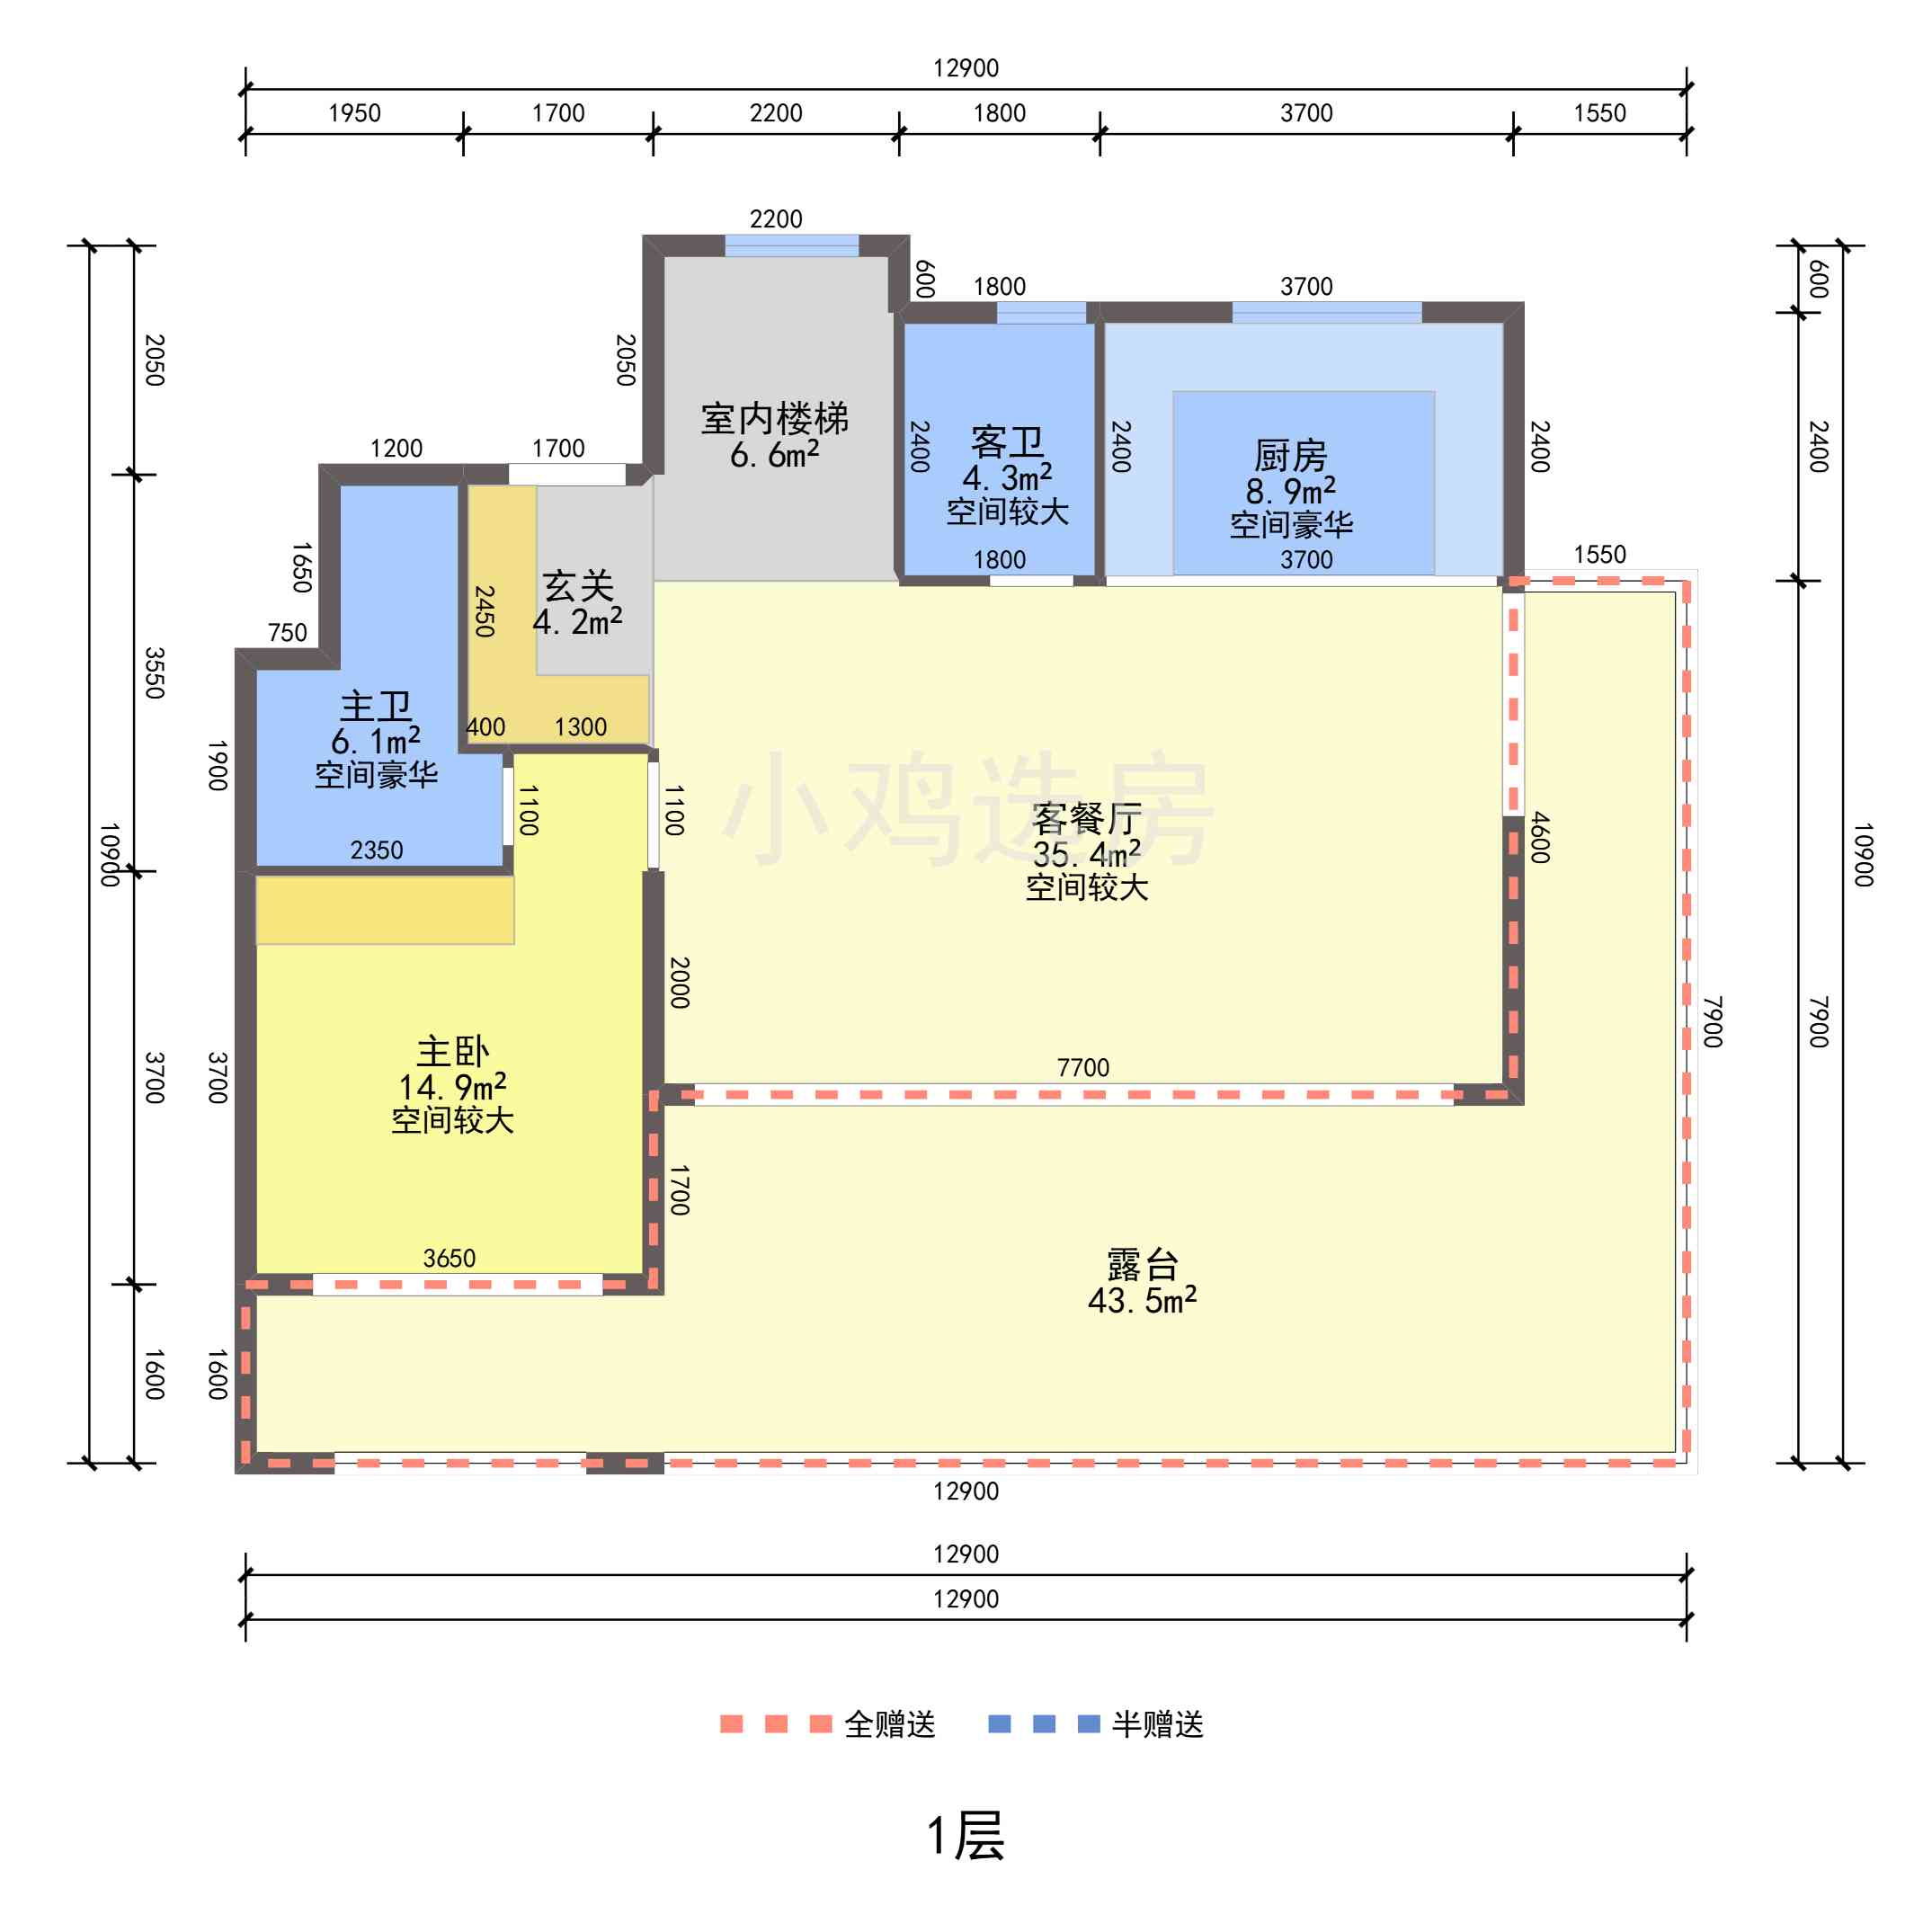 12900
1950 1700 2200 1800 3700 1550
2200
600
1800
3700
600
2050
2050
2400
2400
2400
2400
1200
1700
室内楼梯
6.6m²
客卫
4.3m²
空间较大
厨房
8.9m²
空间豪华
1800
3700
1550
1650
750
2450
玄关
4.2m²
3550
主卫
6.1m²
空间豪华
400
1300
1900
1100
1100
2350
小鸡选房
客餐厅
35.4m²
空间较大
4600
10900
10900
2000
7900
7900
主卧
14.9m²
空间较大
3700
3700
7700
1700
3650
露台
43.5m²
1600
1600
12900
12900
12900
全赠送 半赠送
1层